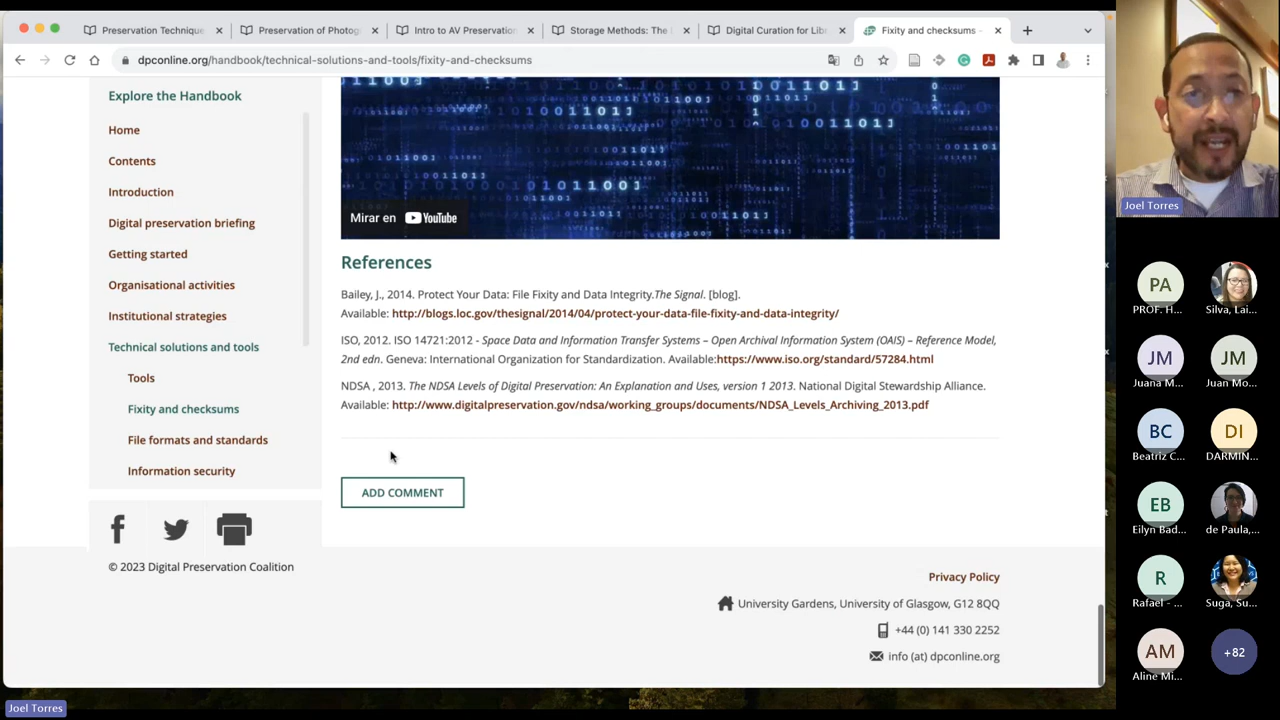 Preservation Technique
Preservation of Photog
Intro to AV Preservation
Storage Methods: The
Digital Curation for Lib
Fixity and checksums -
dpconline.org/handbook/technical-solutions-and-tools/fixity-and-checksums
Explore the Handbook
Home
Contents
Introduction
Digital preservation briefing
Getting started
Organisational activities
Institutional strategies
Technical solutions and tools
Tools
Fixity and checksums
File formats and standards
Information security
© 2023 Digital Preservation Coalition
Mirar en YouTube
References
Bailey, J., 2014. Protect Your Data: File Fixity and Data Integrity.The Signal. [blog].
Available: http://blogs.loc.gov/thesignal/2014/04/protect-your-data-file-fixity-and-data-integrity/
ISO, 2012. ISO 14721:2012 - Space Data and Information Transfer Systems – Open Archival Information System (OAIS) – Reference Model,
2nd edn. Geneva: International Organization for Standardization. Available:https://www.iso.org/standard/57284.html
NDSA , 2013. The NDSA Levels of Digital Preservation: An Explanation and Uses, version 1 2013. National Digital Stewardship Alliance.
Available: http://www.digitalpreservation.gov/ndsa/working_groups/documents/NDSA_Levels_Archiving_2013.pdf
ADD COMMENT
Privacy Policy
University Gardens, University of Glasgow, G12 8QQ
+44 (0) 141 330 2252
info (at) dpconline.org
Joel Torres
PA
PROF. H...
Silva, Lai...
JM
Juana M...
JM
Juan Mo...
BC
Beatriz C...
DI
DARMIN...
EB
Eilyn Bad...
de Paula,...
R
Rafael - ...
Suga, Su...
AM
Aline Mi...
+82
Joel Torres